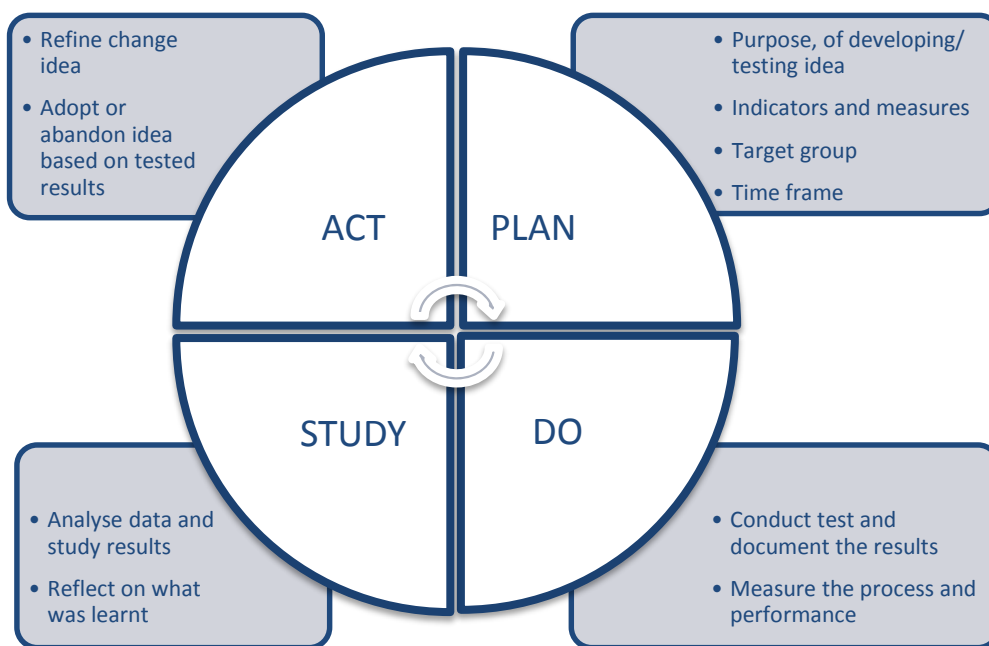 • Refine change
idea
• Adopt or
abandon idea
based on tested
results
• Purpose, of developing/
testing idea
• Indicators and measures
• Target group
• Time frame
ACT
PLAN
STUDY
DO
• Analyse data and
study results
• Reflect on what
was learnt
• Conduct test and
document the results
• Measure the process and
performance